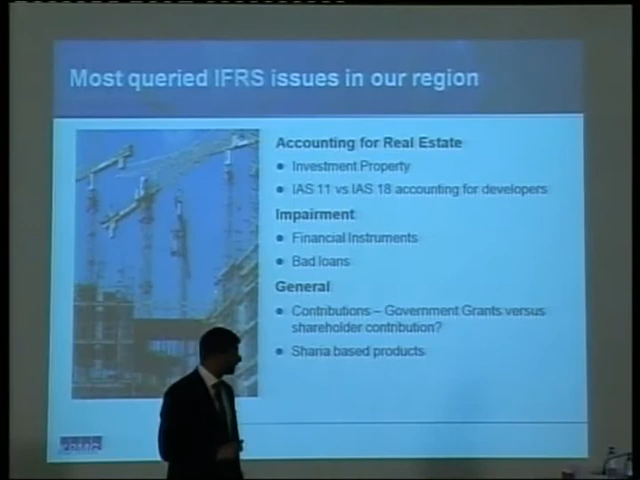 Most queried IFRS issues in our region
Accounting for Real Estate
Investment Property
IAS 11 vs IAS 18 accounting for developers
Impairment
Financial Instruments
Bad loans
General
Contributions – Government Grants versus
shareholder contribution?
Sharia based products